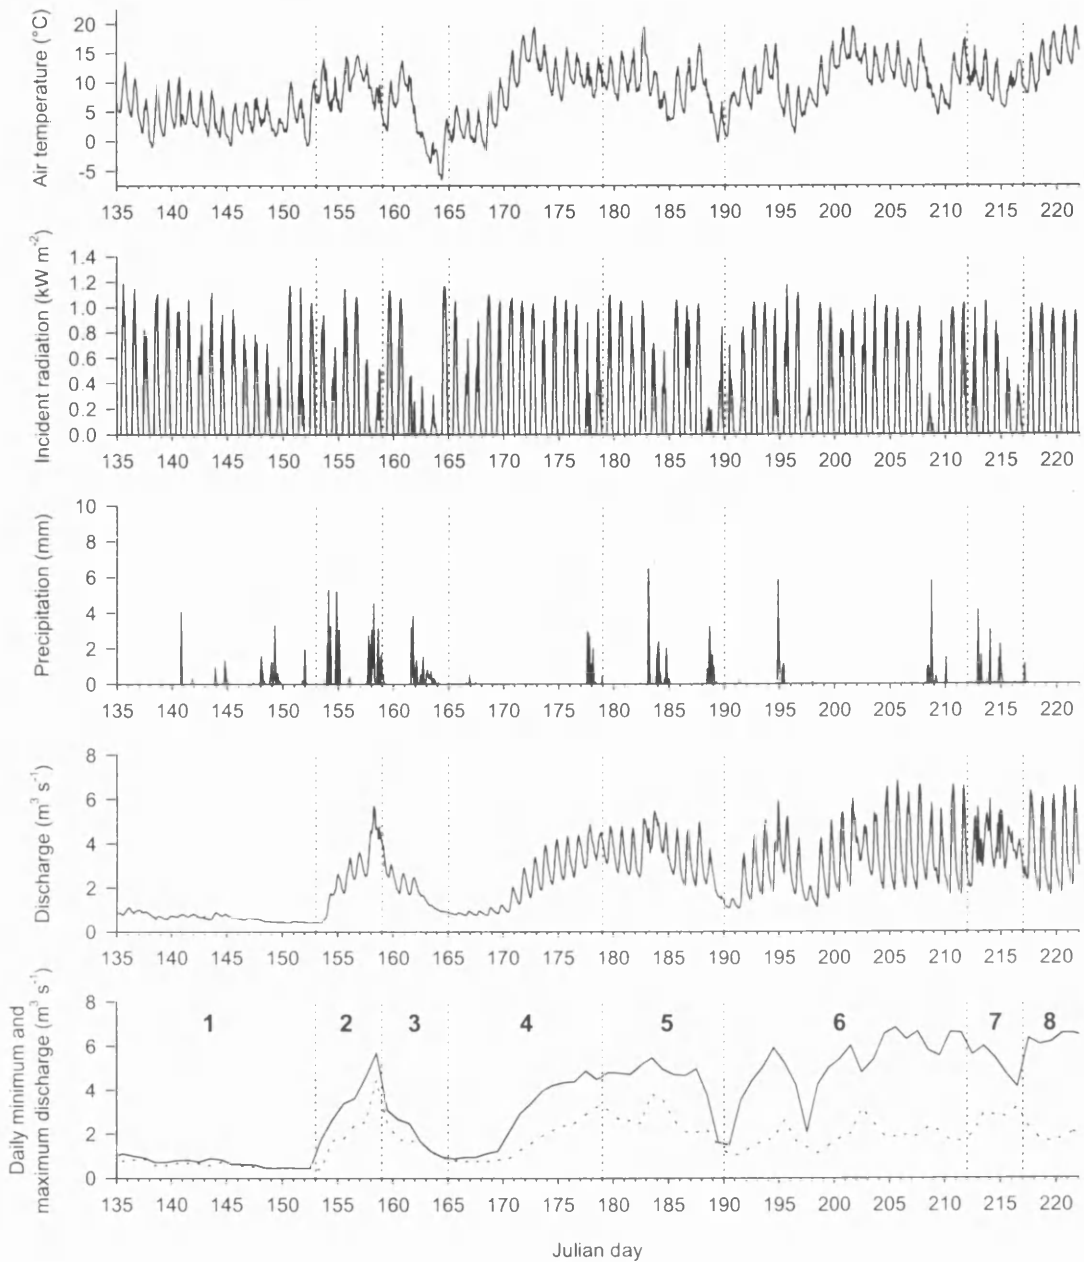 Air temperature (°C)
20
15
10
5
0
-5
135 140 145 150 155 160 165 170 175 180 185 190 195 200 205 210 215 220
Incident radiation (kW m-2)
1.4
1.2
1.0
0.8
0.6
0.4
0.2
0.0
135 140 145 150 155 160 165 170 175 180 185 190 195 200 205 210 215 220
Precipitation (mm)
10
8
6
4
2
0
135 140 145 150 155 160 165 170 175 180 185 190 195 200 205 210 215 220
Discharge (m3 s-1)
8
6
4
2
0
135 140 145 150 155 160 165 170 175 180 185 190 195 200 205 210 215 220
Daily minimum and
maximum discharge (m3 s-1)
8
6
4
2
0
1 2 3 4 5 6 7 8
135 140 145 150 155 160 165 170 175 180 185 190 195 200 205 210 215 220
Julian day